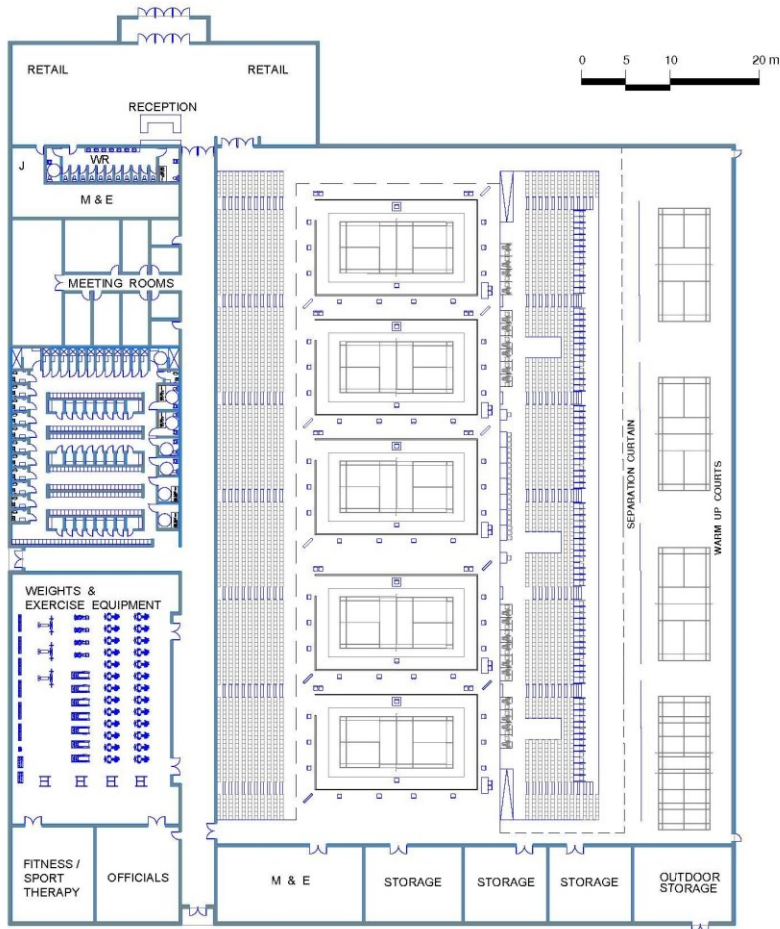 0 5 10 20 m
RETAIL
RETAIL
RECEPTION
J
WR
M & E
MEETING ROOMS
SEPARATION CURTAIN
WARM UP COURTS
WEIGHTS &
EXERCISE EQUIPMENT
FITNESS /
SPORT
THERAPY
OFFICIALS
M & E
STORAGE
STORAGE
STORAGE
OUTDOOR
STORAGE